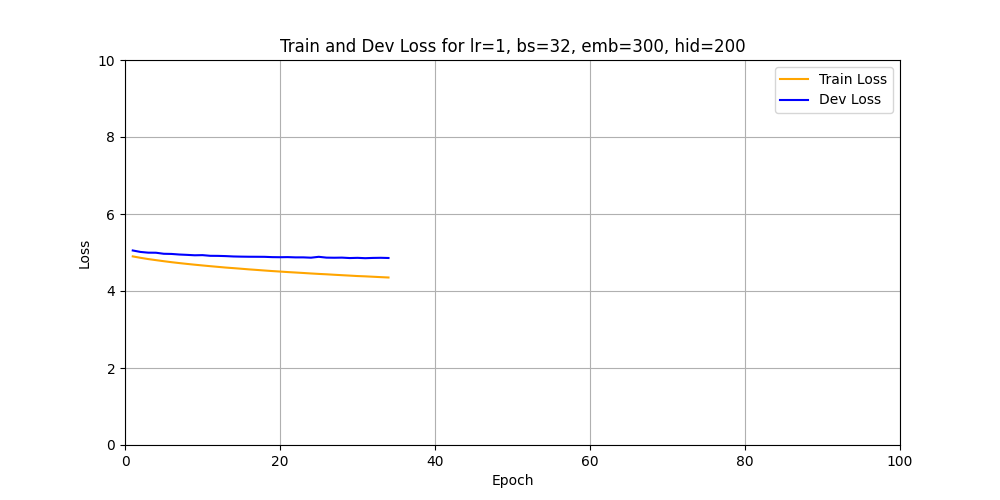 Train and Dev Loss for lr=1, bs=32, emb=300, hid=200
10
8
6
4
2
0
Loss
Train Loss
Dev Loss
0 20 40 60 80 100
Epoch